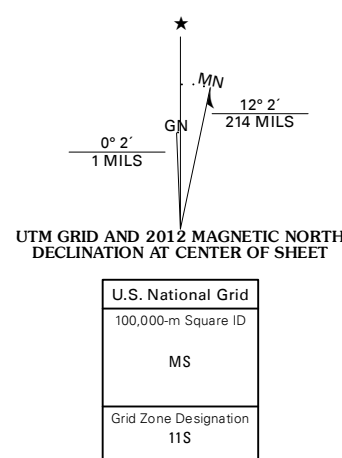 ★
MN
GN
12° 2´
214 MILS
0° 2´
1 MILS
UTM GRID AND 2012 MAGNETIC NORTH
DECLINATION AT CENTER OF SHEET
U.S. National Grid
100,000-m Square ID
MS
Grid Zone Designation
11S